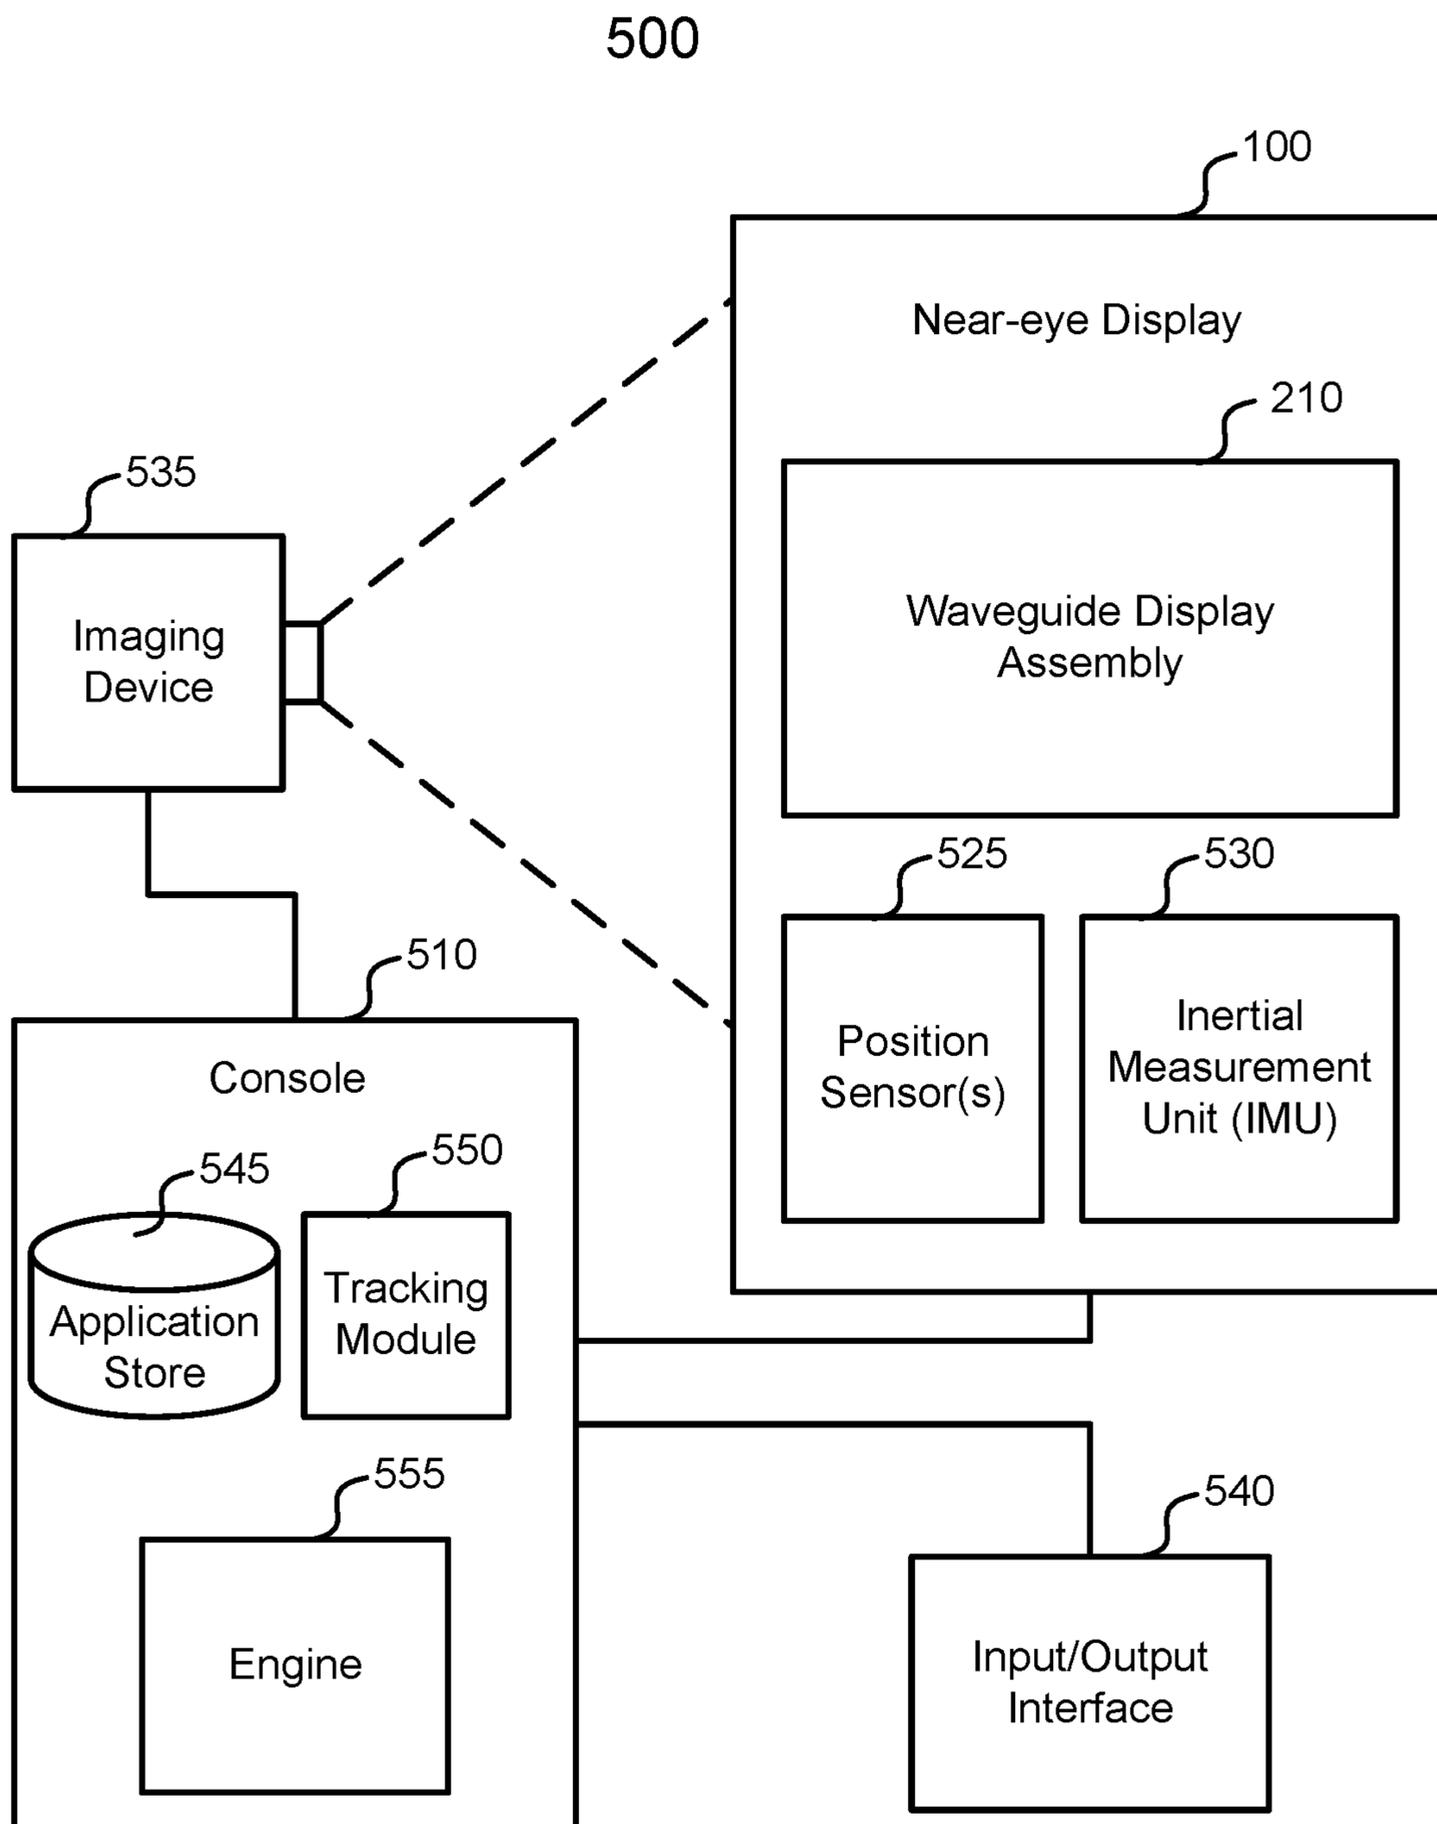 500
100
Near-eye Display
210
Waveguide Display
Assembly
535
Imaging
Device
525
530
Position
Sensor(s)
Inertial
Measurement
Unit (IMU)
510
Console
545
550
Application
Store
Tracking
Module
555
Engine
540
Input/Output
Interface